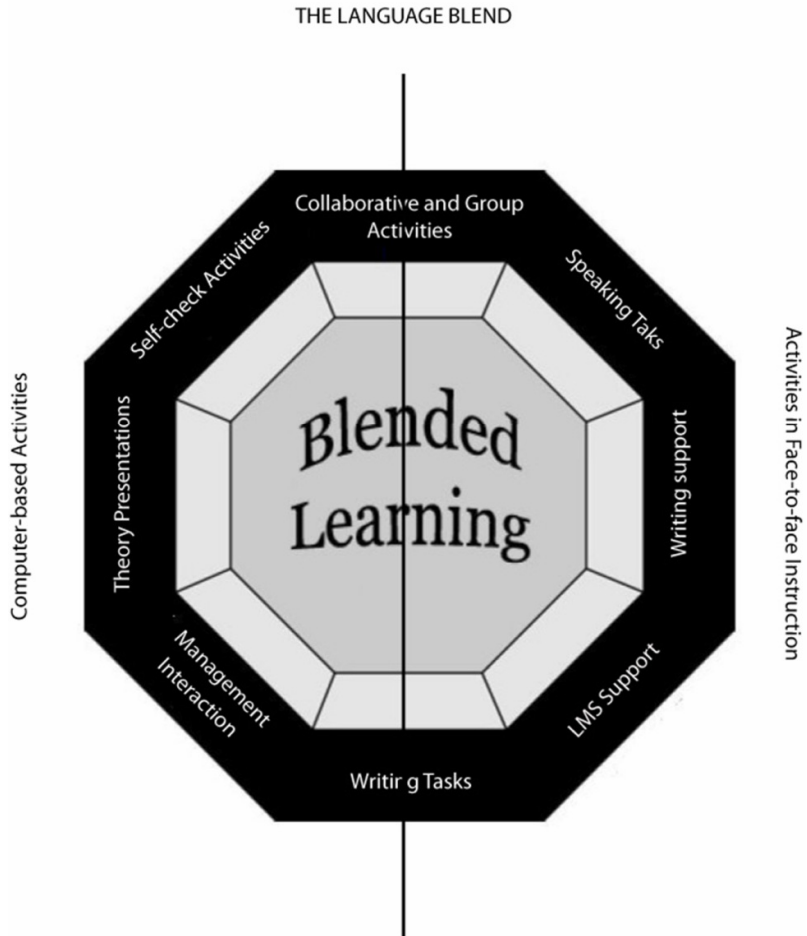 THE LANGUAGE BLEND
Collaborative and Group
Activities
Self-check Activities
Speaking Taks
Computer-based Activities
Theory Presentations
Blended
Learning
Writing support
Activities in Face-to-face Instruction
Management
Interaction
LMS Support
Writing Tasks